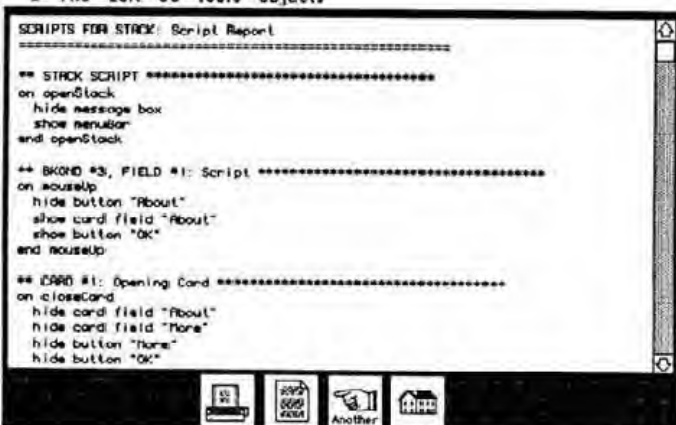 SCRIPTS FOR STACK: Script Report
==================================================
** STACK SCRIPT ************************************
on openStack
hide message box
show menuBar
end openStack
** BKGND #3, FIELD #1: Script ************************************
on mouseUp
hide button "About"
show card field "About"
show button "OK"
end mouseUp
** CARD #1: Opening Card ************************************
on closeCard
hide card field "About"
hide card field "More"
hide button "More"
hide button "OK"
Another